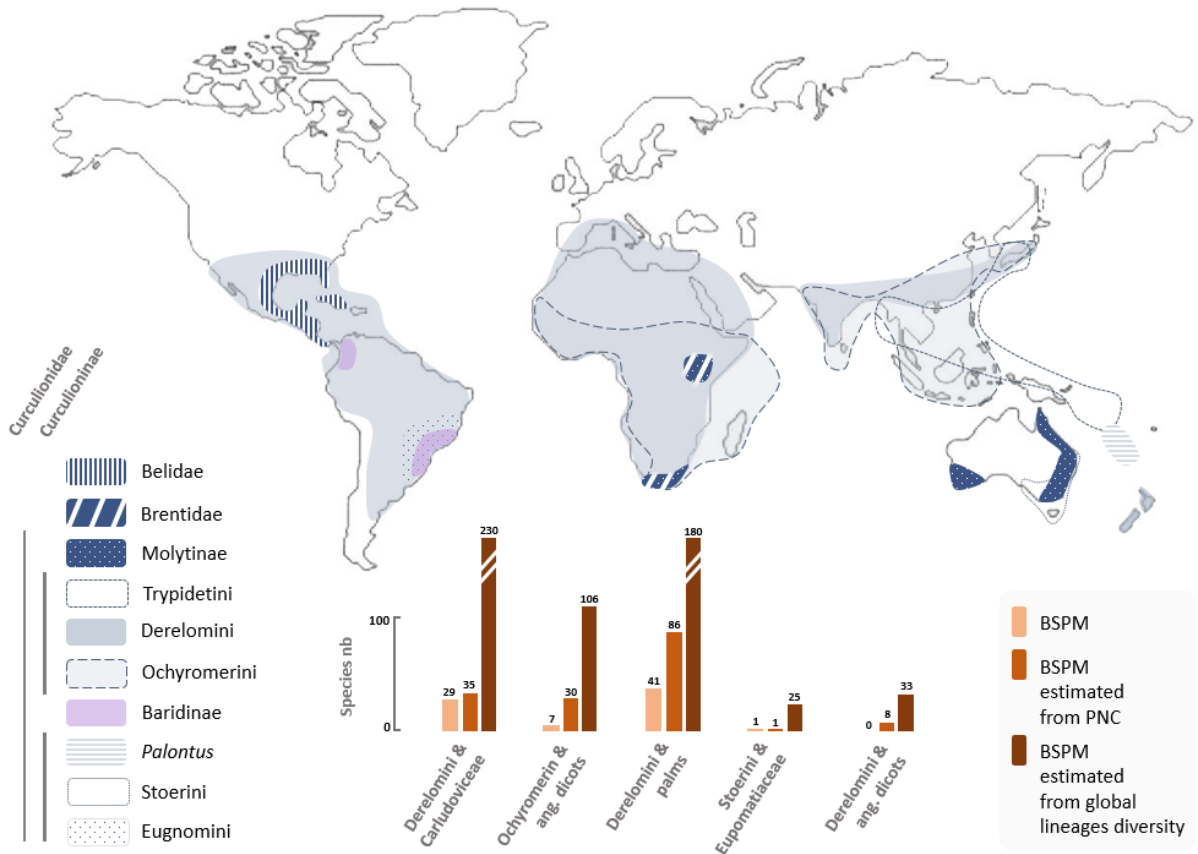 Curculionidae
Curculioninae
Belidae
Brentidae
Molytinae
Trypidetini
Derelomini
Ochyromerini
Baridinae
Palontus
Stoerini
Eugnomini
Species nb
100
0
29
35
230
7
30
106
41
86
180
1
1
25
0
8
33
Derelomini &
Carludoviceae
Ochyromerin &
ang. dicots
Derelomini &
palms
Stoerini &
Eupomatiaceae
Derelomini &
ang. dicots
BSPM
BSPM
estimated
from PNC
BSPM
estimated
from global
lineages diversity